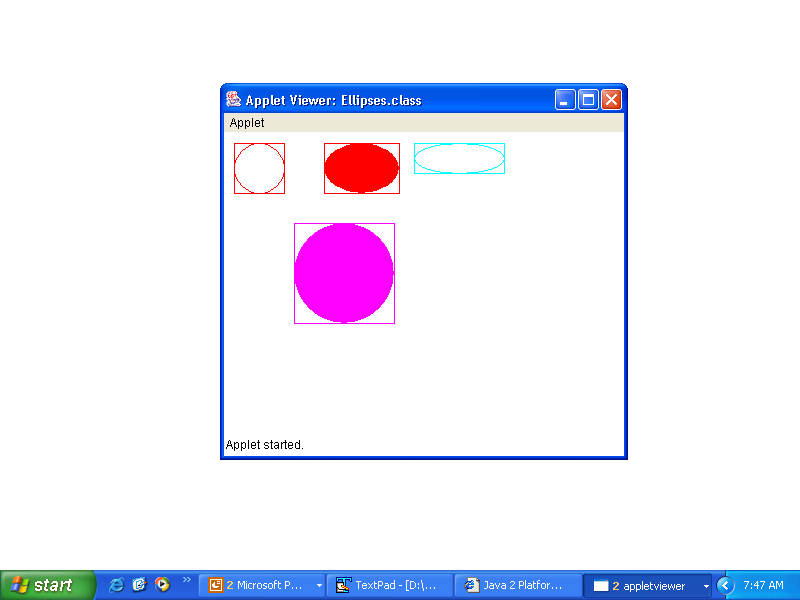 Applet Viewer: Ellipses.class
Applet
Applet started.
start
2 Microsoft P...
TextPad - [D:\...
Java 2 Platfor...
2 appletviewer
7:47 AM